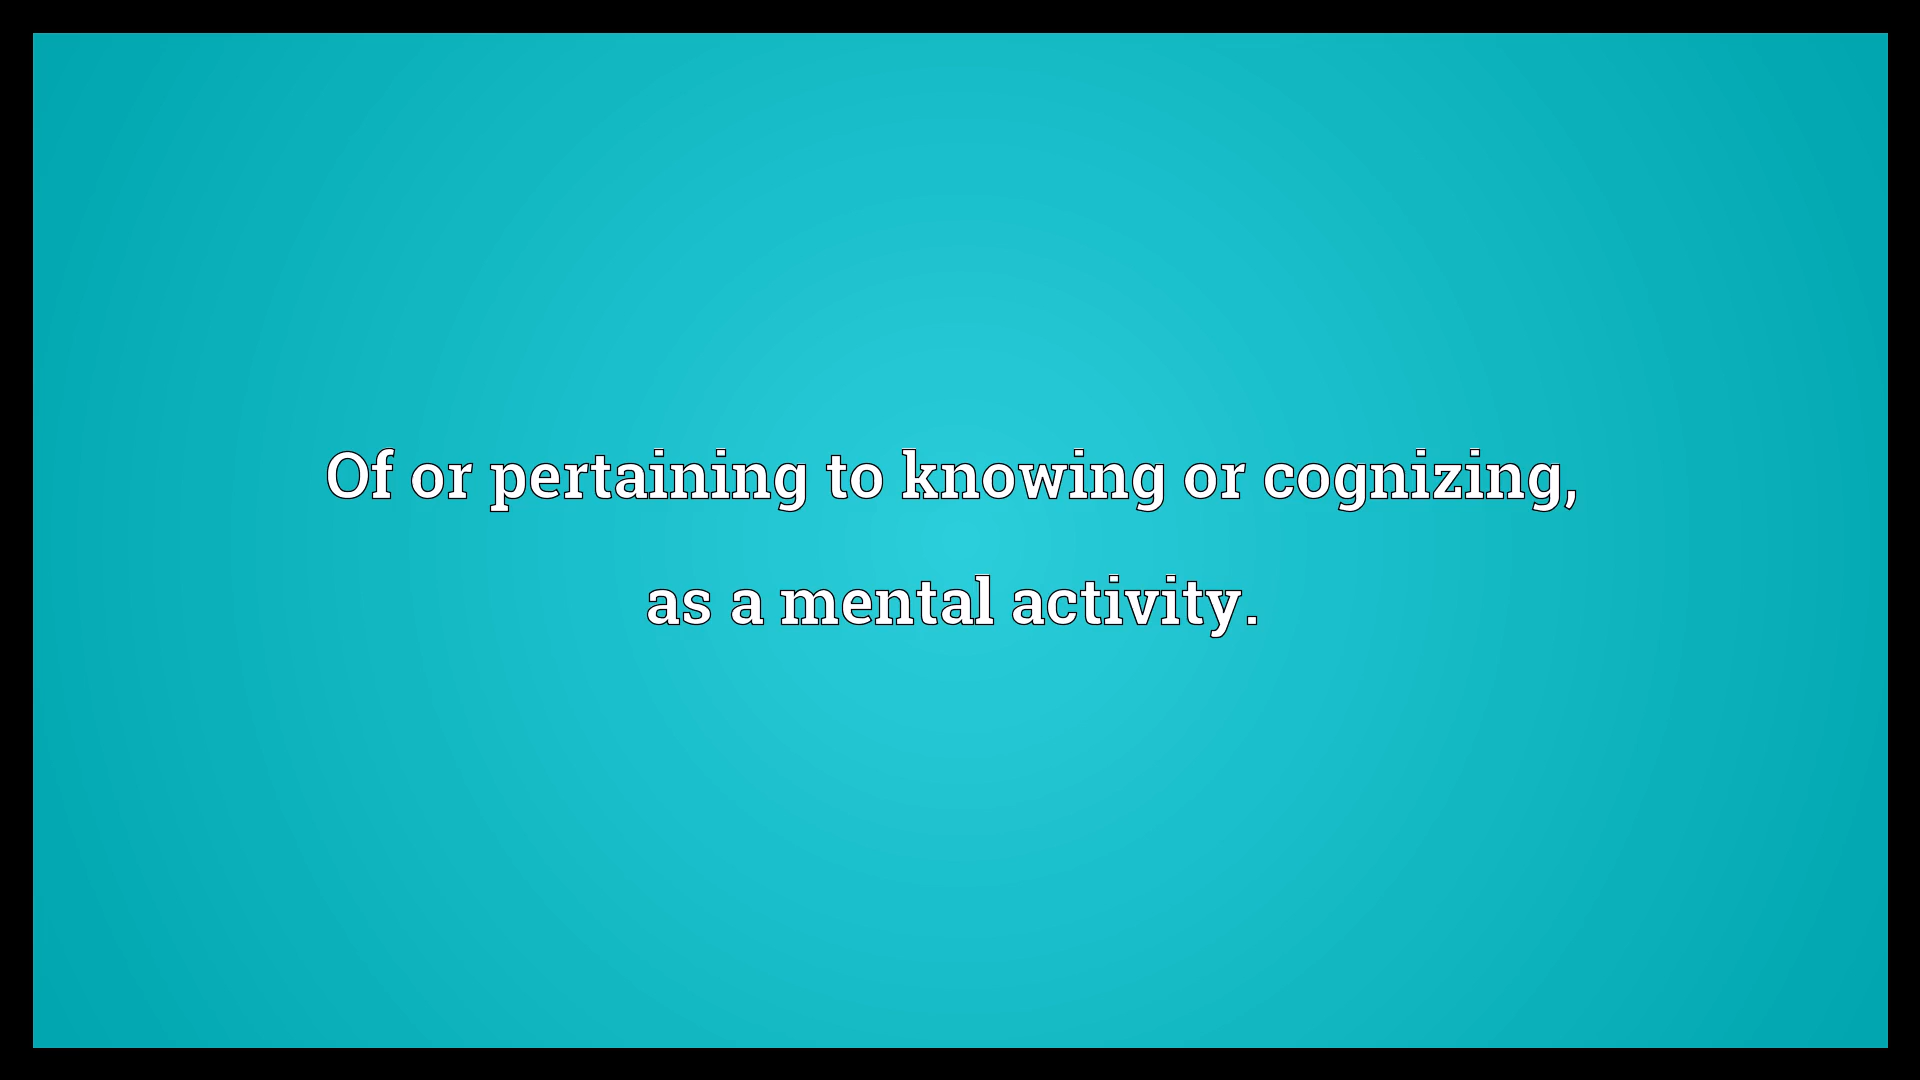 Of or pertaining to knowing or cognizing,
as a mental activity.